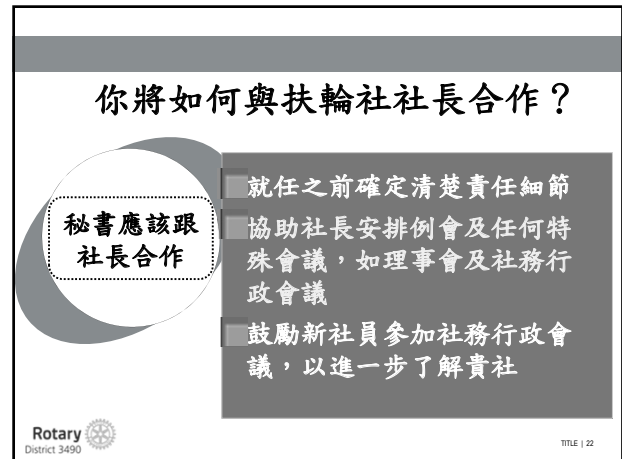 你將如何與扶輪社社長合作？
秘書應該跟
社長合作
就任之前確定清楚責任細節
協助社長安排例會及任何特
殊會議，如理事會及社務行
政會議
鼓勵新社員參加社務行政會
議，以進一步了解貴社
Rotary
District 3490
TITLE | 22